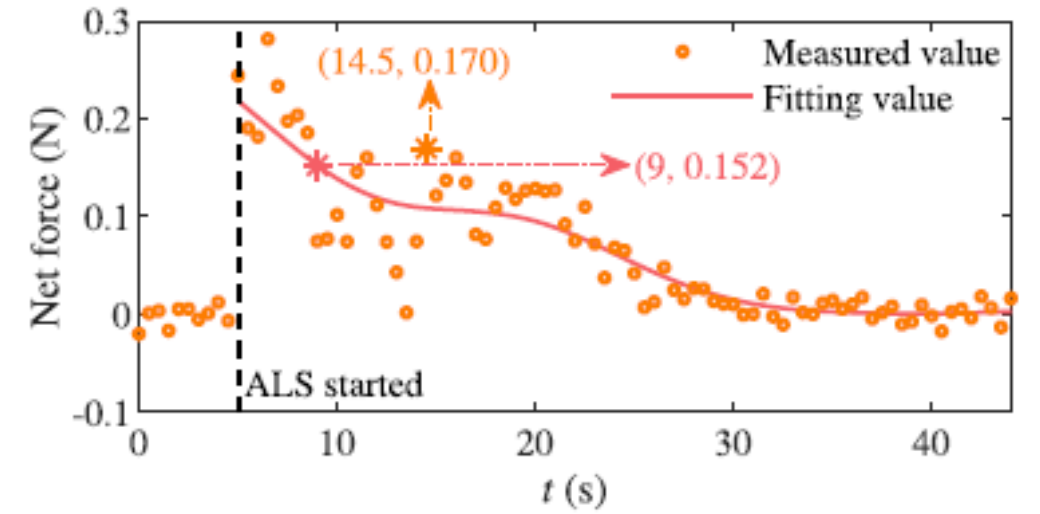 0.3
(14.5, 0.170)
Measured value
Fitting value
0.2
(9, 0.152)
Net force (N)
0.1
0
ALS started
-0.1
0 10 20 30 40
t (s)